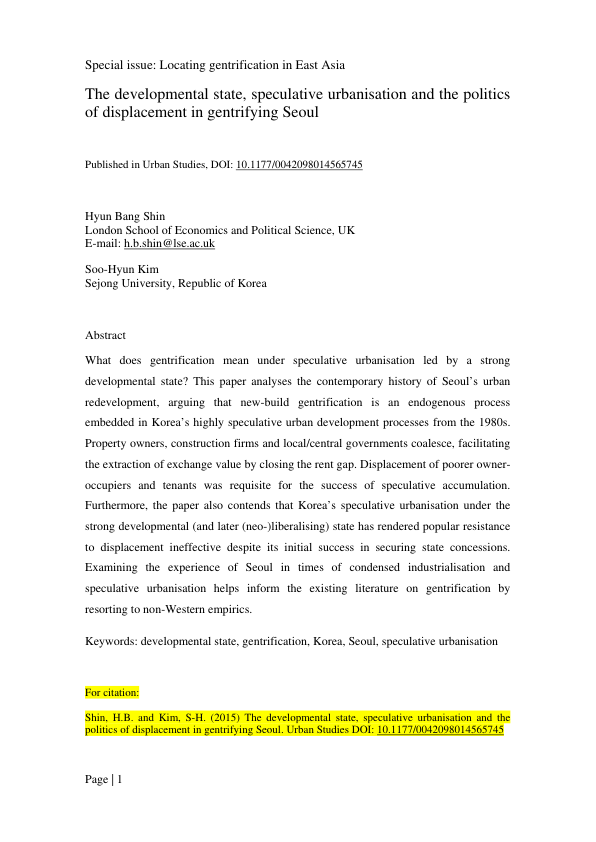 Special issue: Locating gentrification in East Asia
The developmental state, speculative urbanisation and the politics
of displacement in gentrifying Seoul
Published in Urban Studies, DOI: 10.1177/0042098014565745
Hyun Bang Shin
London School of Economics and Political Science, UK
E-mail: h.b.shin@lse.ac.uk
Soo-Hyun Kim
Sejong University, Republic of Korea
Abstract
What does gentrification mean under speculative urbanisation led by a strong
developmental state? This paper analyses the contemporary history of Seoul's urban
redevelopment, arguing that new-build gentrification is an endogenous process
embedded in Korea's highly speculative urban development processes from the 1980s.
Property owners, construction firms and local/central governments coalesce, facilitating
the extraction of exchange value by closing the rent gap. Displacement of poorer owner-
occupiers and tenants was requisite for the success of speculative accumulation.
Furthermore, the paper also contends that Korea's speculative urbanisation under the
strong developmental (and later (neo-)liberalising) state has rendered popular resistance
to displacement ineffective despite its initial success in securing state concessions.
Examining the experience of Seoul in times of condensed industrialisation and
speculative urbanisation helps inform the existing literature on gentrification by
resorting to non-Western empirics.
Keywords: developmental state, gentrification, Korea, Seoul, speculative urbanisation
For citation:
Shin, H.B. and Kim, S-H. (2015) The developmental state, speculative urbanisation and the
politics of displacement in gentrifying Seoul. Urban Studies DOI: 10.1177/0042098014565745
Page | 1